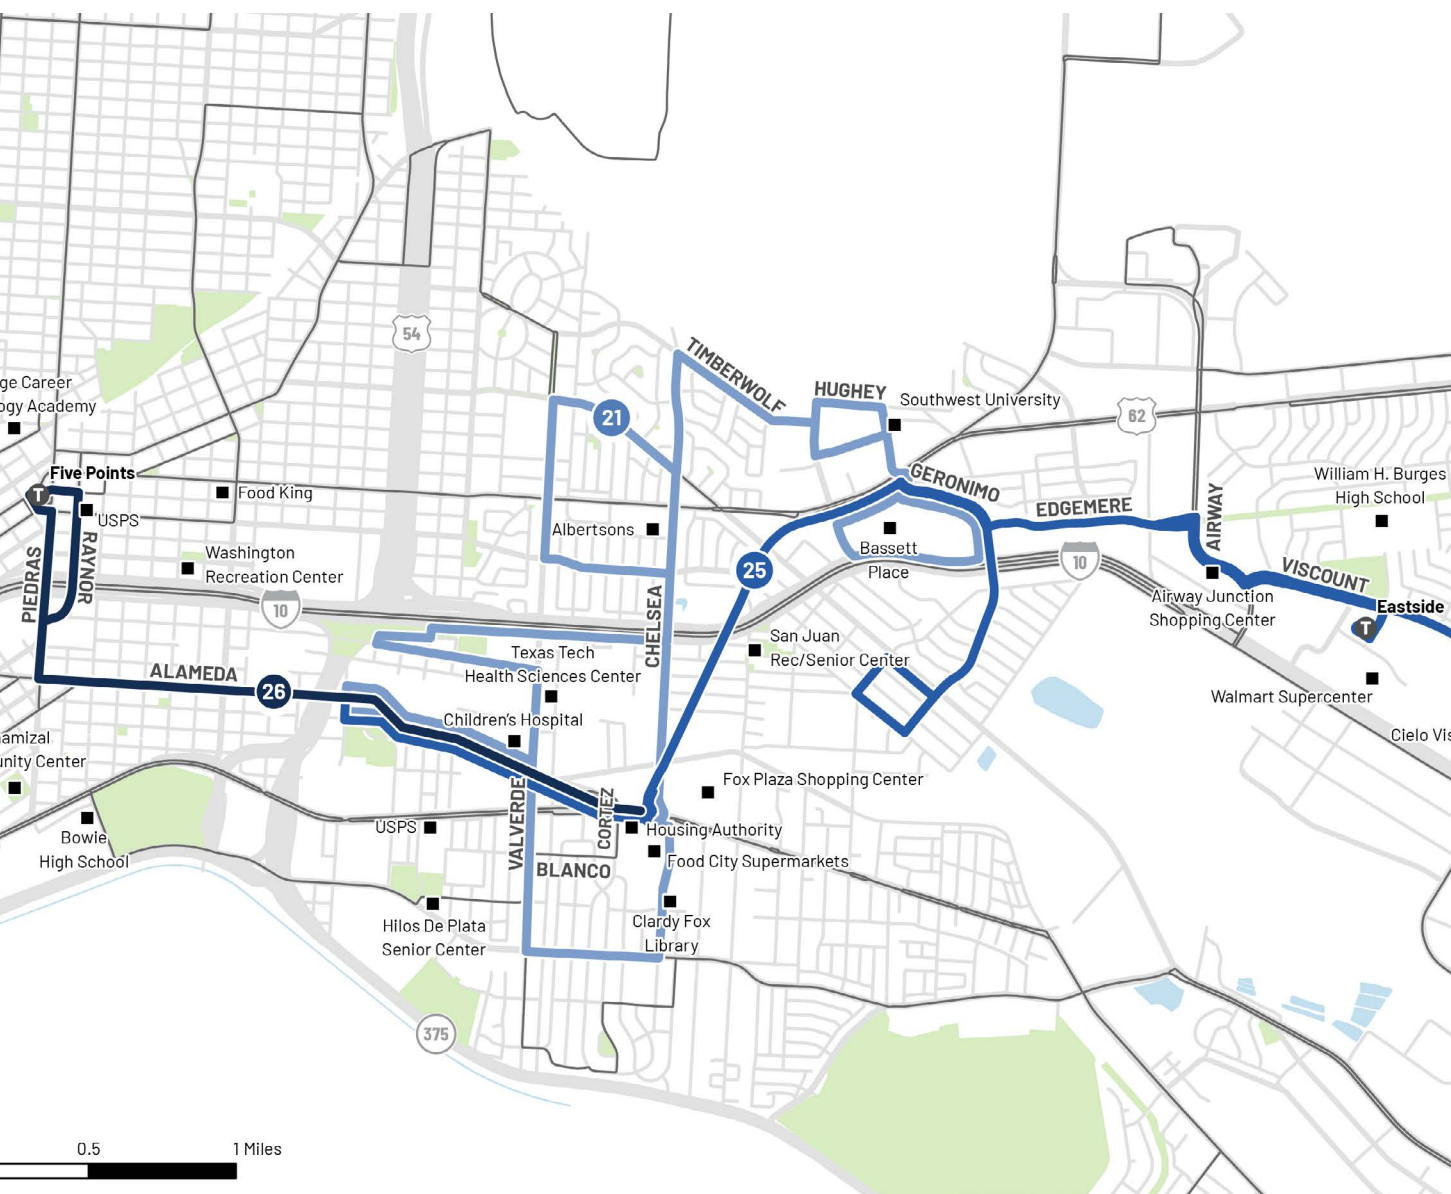 54
TIMBERWOLF
HUGHEY
Southwest University
62
21
ge Career
ogy Academy
Five Points
T
USPS
Food King
Albertsons
GERONIMO
EDGEMERE
AIRWAY
William H. Burges
High School
Bassett
Place
25
10
VISCOUNT
Airway Junction
Shopping Center
Eastside
T
Walmart Supercenter
Cielo Vis
PIEDRAS
RAYNOR
Washington
Recreation Center
10
CHELSEA
San Juan
Rec/Senior Center
Texas Tech
Health Sciences Center
ALAMEDA
26
Children's Hospital
amizal
unity Center
Bowie
High School
USPS
VALVERDE
CORTEZ
Fox Plaza Shopping Center
Housing Authority
Food City Supermarkets
BLANCO
Hilos De Plata
Senior Center
Clardy Fox
Library
375
0.5
1 Miles